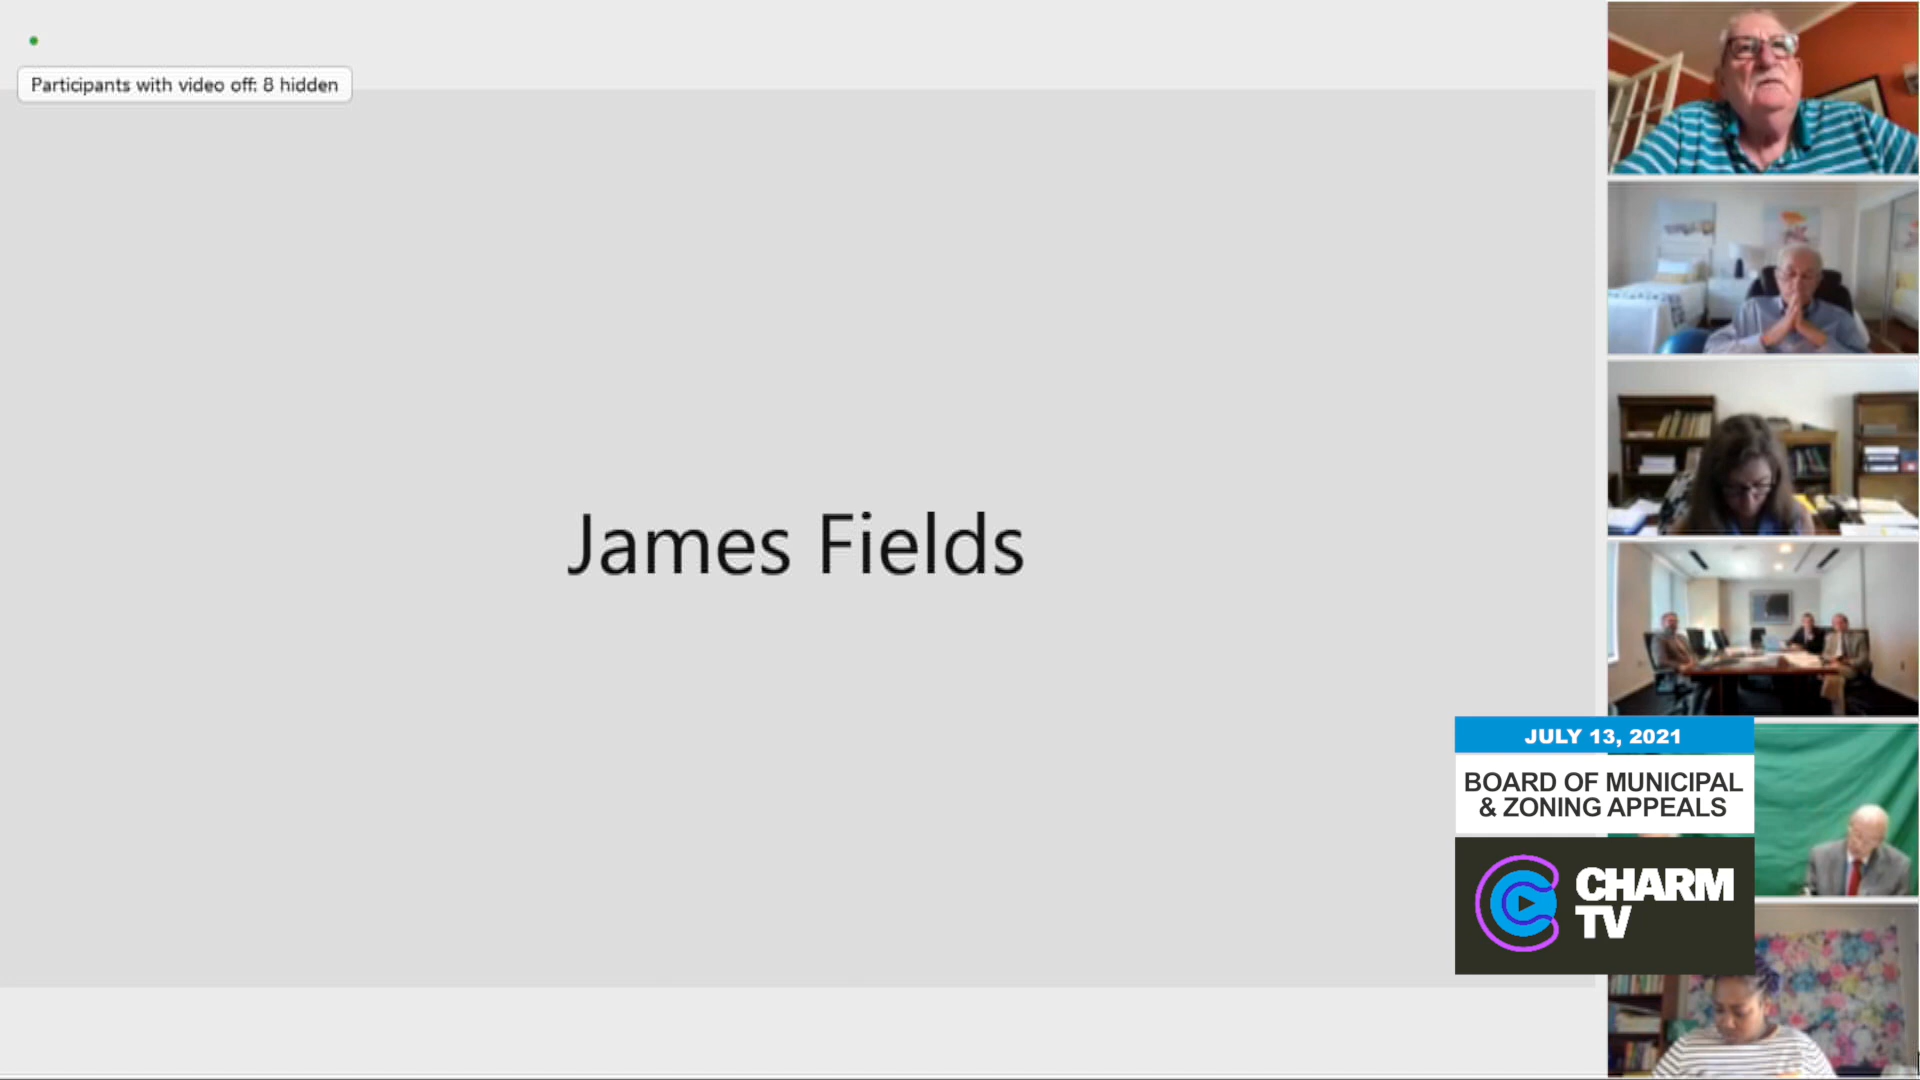 Participants with video off: 8 hidden
James Fields
JULY 13, 2021
BOARD OF MUNICIPAL
& ZONING APPEALS
CHARM
TV